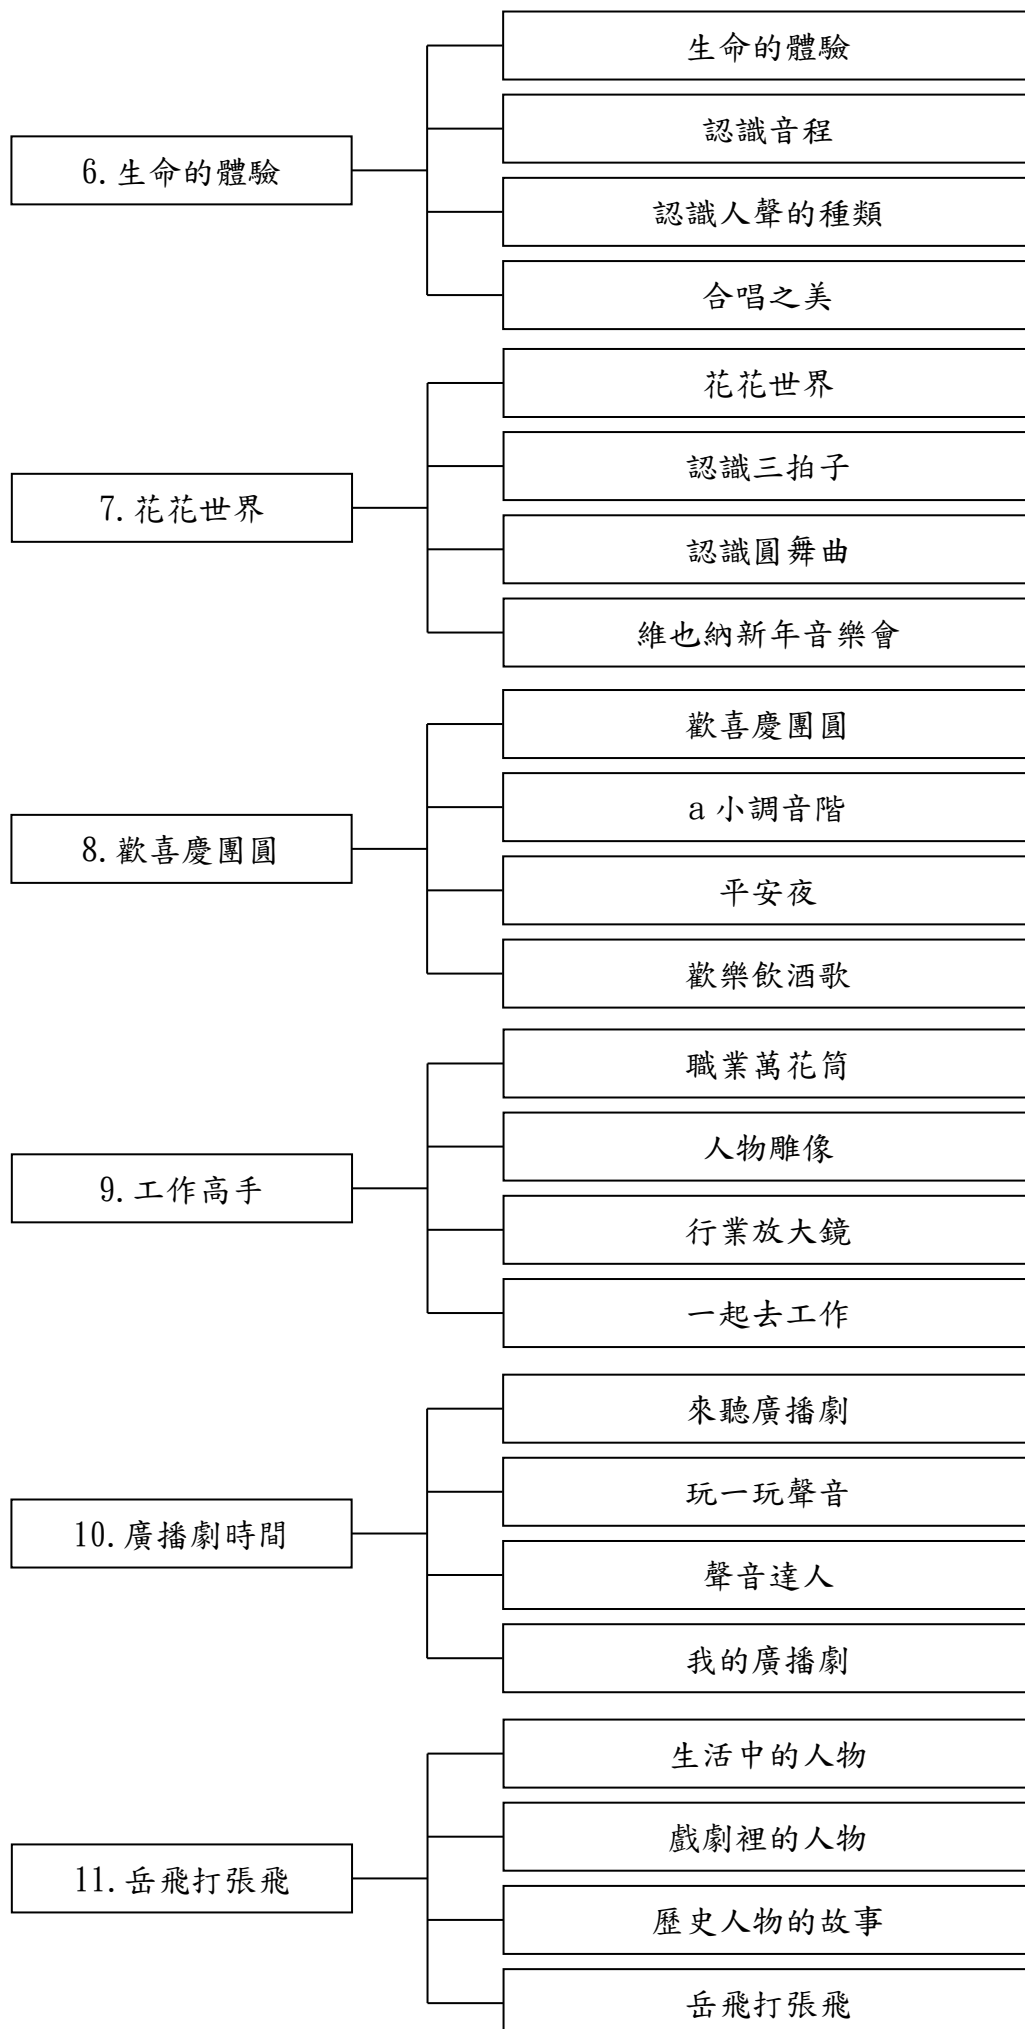 6.生命的體驗
生命的體驗
認識音程
認識人聲的種類
合唱之美
7.花花世界
花花世界
認識三拍子
認識圓舞曲
維也納新年音樂會
8.歡喜慶團圓
歡喜慶團圓
a 小調音階
平安夜
歡樂飲酒歌
9.工作高手
職業萬花筒
人物雕像
行業放大鏡
一起去工作
10.廣播劇時間
來聽廣播劇
玩一玩聲音
聲音達人
我的廣播劇
11.岳飛打張飛
生活中的人物
戲劇裡的人物
歷史人物的故事
岳飛打張飛